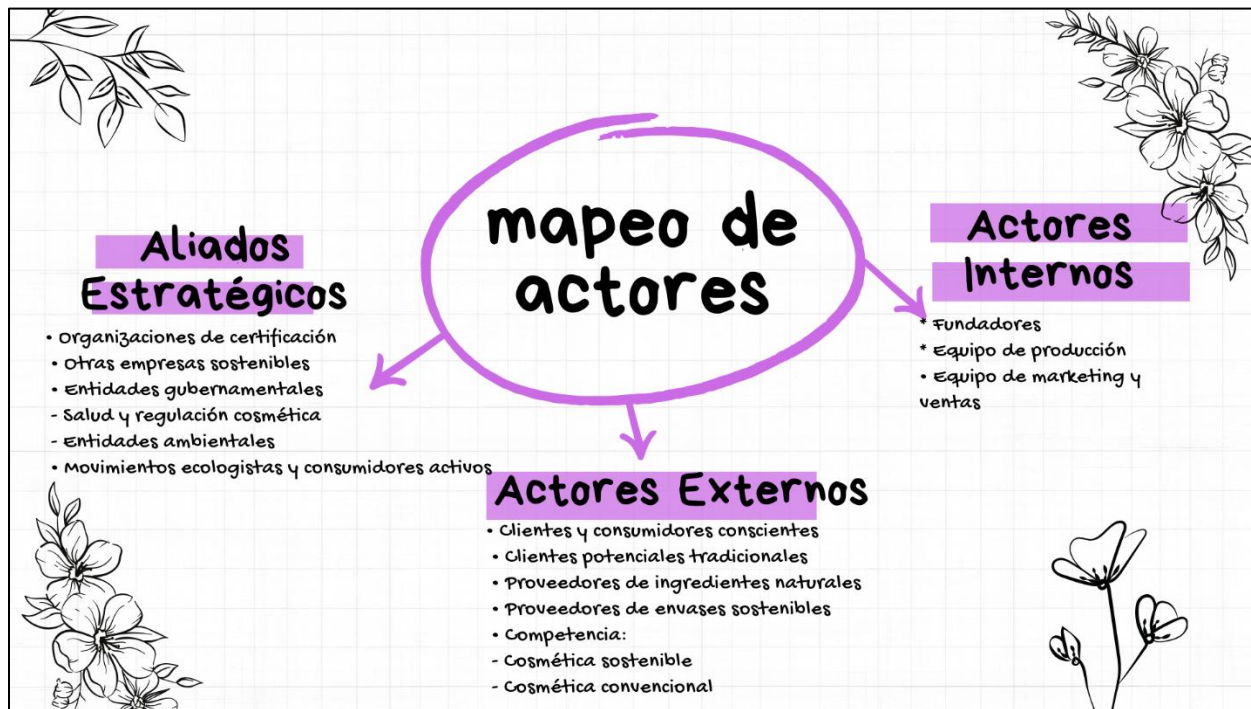 mapeo de
actores
Aliados
Estratégicos
• Organizaciones de certificación
• Otras empresas sostenibles
• Entidades gubernamentales
- Salud y regulación cosmética
- Entidades ambientales
• Movimientos ecologistas y consumidores activos
Actores
Internos
* Fundadores
* Equipo de producción
• Equipo de marketing y
ventas
Actores Externos
• Clientes y consumidores conscientes
• Clientes potenciales tradicionales
• Proveedores de ingredientes naturales
• Proveedores de envases sostenibles
• Competencia:
- Cosmética sostenible
- Cosmética convencional